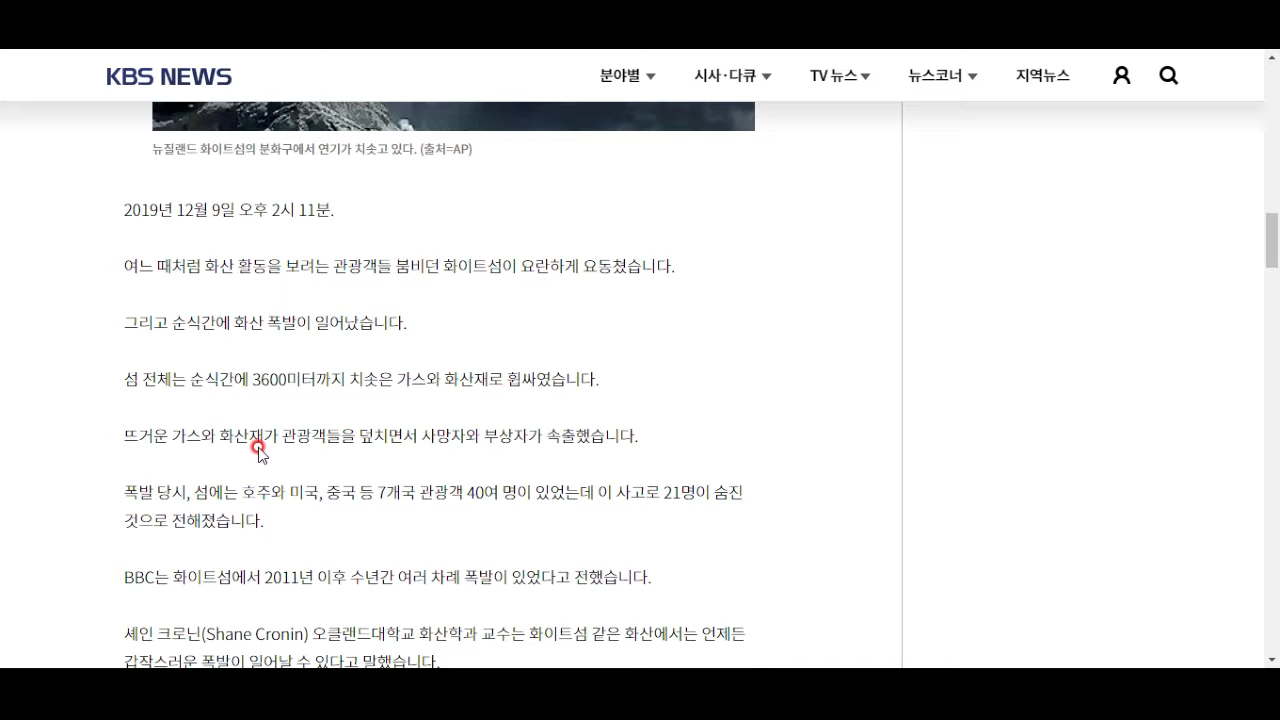 KBS NEWS
분야별 시사·다큐 TV 뉴스 뉴스코너 지역뉴스
뉴질랜드 화이트섬의 분화구에서 연기가 치솟고 있다. (출처=AP)
2019년 12월 9일 오후 2시 11분.
여느 때처럼 화산 활동을 보려는 관광객들 붐비던 화이트섬이 요란하게 요동쳤습니다.
그리고 순식간에 화산 폭발이 일어났습니다.
섬 전체는 순식간에 3600미터까지 치솟은 가스와 화산재로 휩싸였습니다.
뜨거운 가스와 화산재가 관광객들을 덮치면서 사망자와 부상자가 속출했습니다.
폭발 당시, 섬에는 호주와 미국, 중국 등 7개국 관광객 40여 명이 있었는데 이 사고로 21명이 숨진
것으로 전해졌습니다.
BBC는 화이트섬에서 2011년 이후 수년간 여러 차례 폭발이 있었다고 전했습니다.
셰인 크로닌(Shane Cronin) 오클랜드대학교 화산학과 교수는 화이트섬 같은 화산에서는 언제든
갑작스러운 폭발이 일어날 수 있다고 말했습니다.